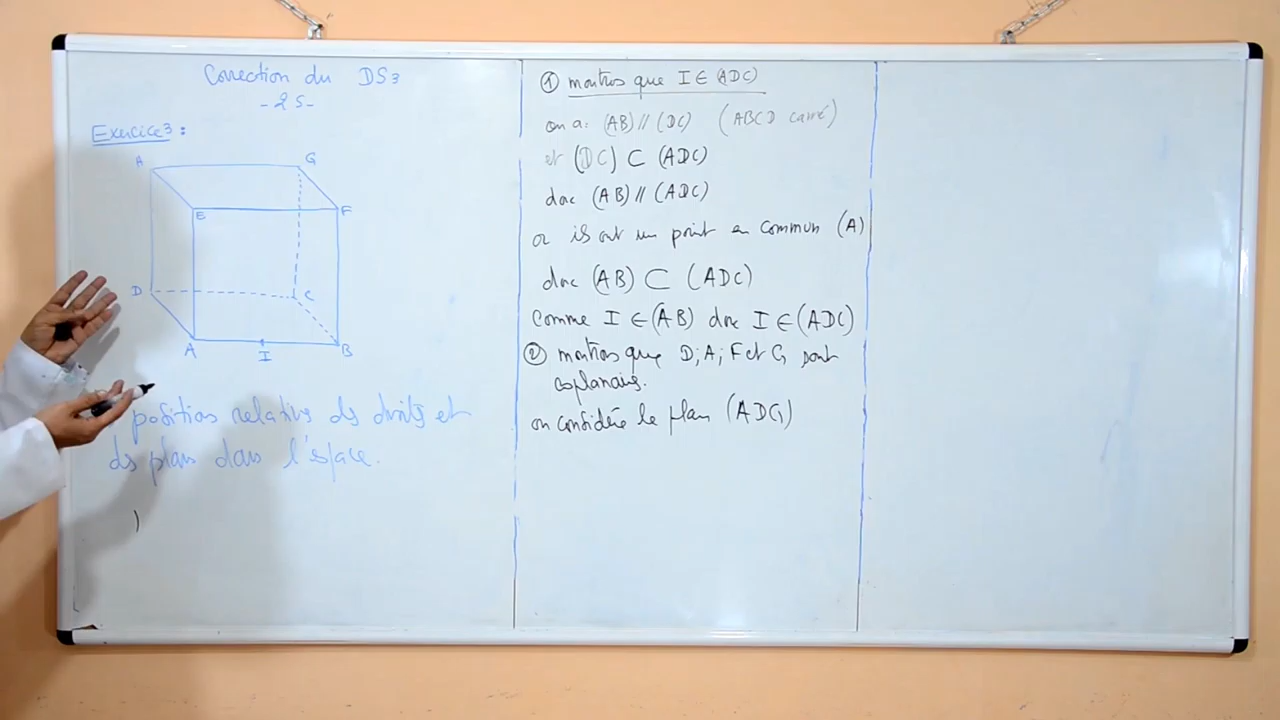 Correction du DS3
- 2S -
Exercice 3 :
A
G
E
F
D
C
A
I
B
positions relatives des droites et
des plans dans l'espace.
)
① montrons que I ∈ (ADC)
on a : (AB) // (DC) (ABCD carré)
et (DC) ⊂ (ADC)
donc (AB) // (ADC)
or ils ont un point en commun (A)
donc (AB) ⊂ (ADC)
Comme I ∈ (AB) donc I ∈ (ADC)
② montrons que D; A; F et G sont
coplanaires.
on considère le plan (ADG)